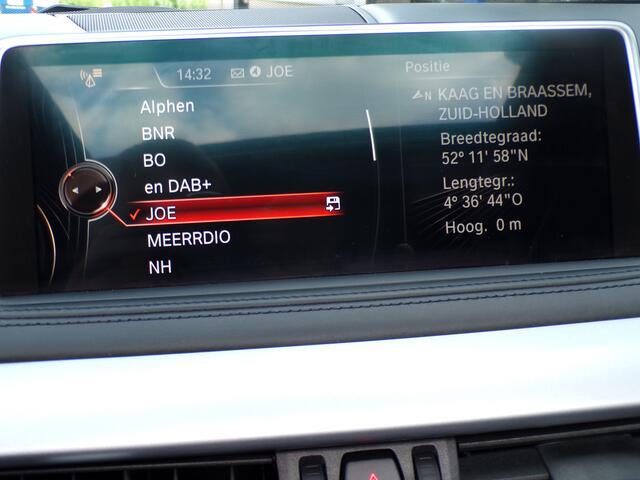 14:32 JOE
Alphen
BNR
BO
en DAB+
JOE
MEERRDIO
NH
Positie
N KAAG EN BRAASSEM,
ZUID-HOLLAND
Breedtegraad:
52° 11' 58"N
Lengtegr.:
4° 36' 44"O
Hoog. 0 m